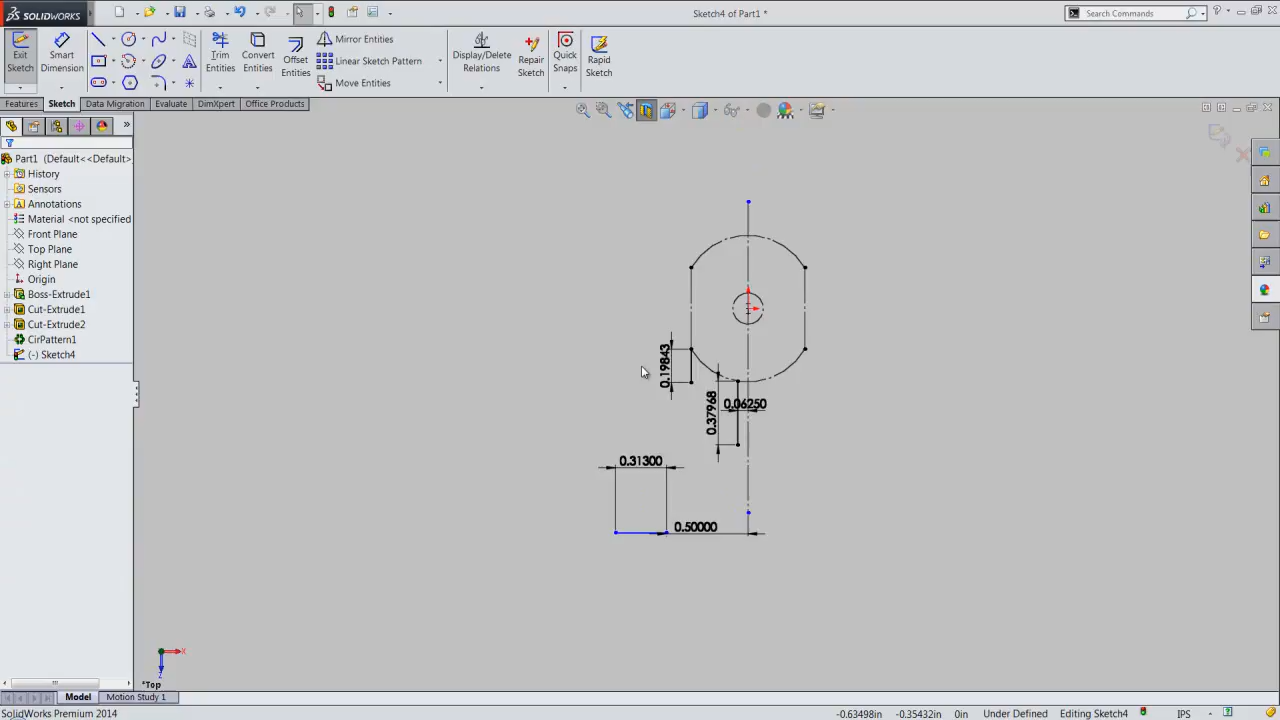 SOLIDWORKS
Sketch4 of Part1 *
Search Commands
Exit Sketch
Smart Dimension
Trim Entities
Convert Entities
Offset Entities
Mirror Entities
Linear Sketch Pattern
Move Entities
Display/Delete Relations
Repair Sketch
Quick Snaps
Rapid Sketch
Features
Sketch
Data Migration
Evaluate
DimXpert
Office Products
Part1 (Default<<Default>
History
Sensors
Annotations
Material <not specified
Front Plane
Top Plane
Right Plane
Origin
Boss-Extrude1
Cut-Extrude1
Cut-Extrude2
CirPattern1
(-) Sketch4
0.19843
0.37968
0.06250
0.31300
0.50000
X
Z
*Top
Model
Motion Study 1
SolidWorks Premium 2014
-0.63498in
-0.35432in
0in
Under Defined
Editing Sketch4
IPS